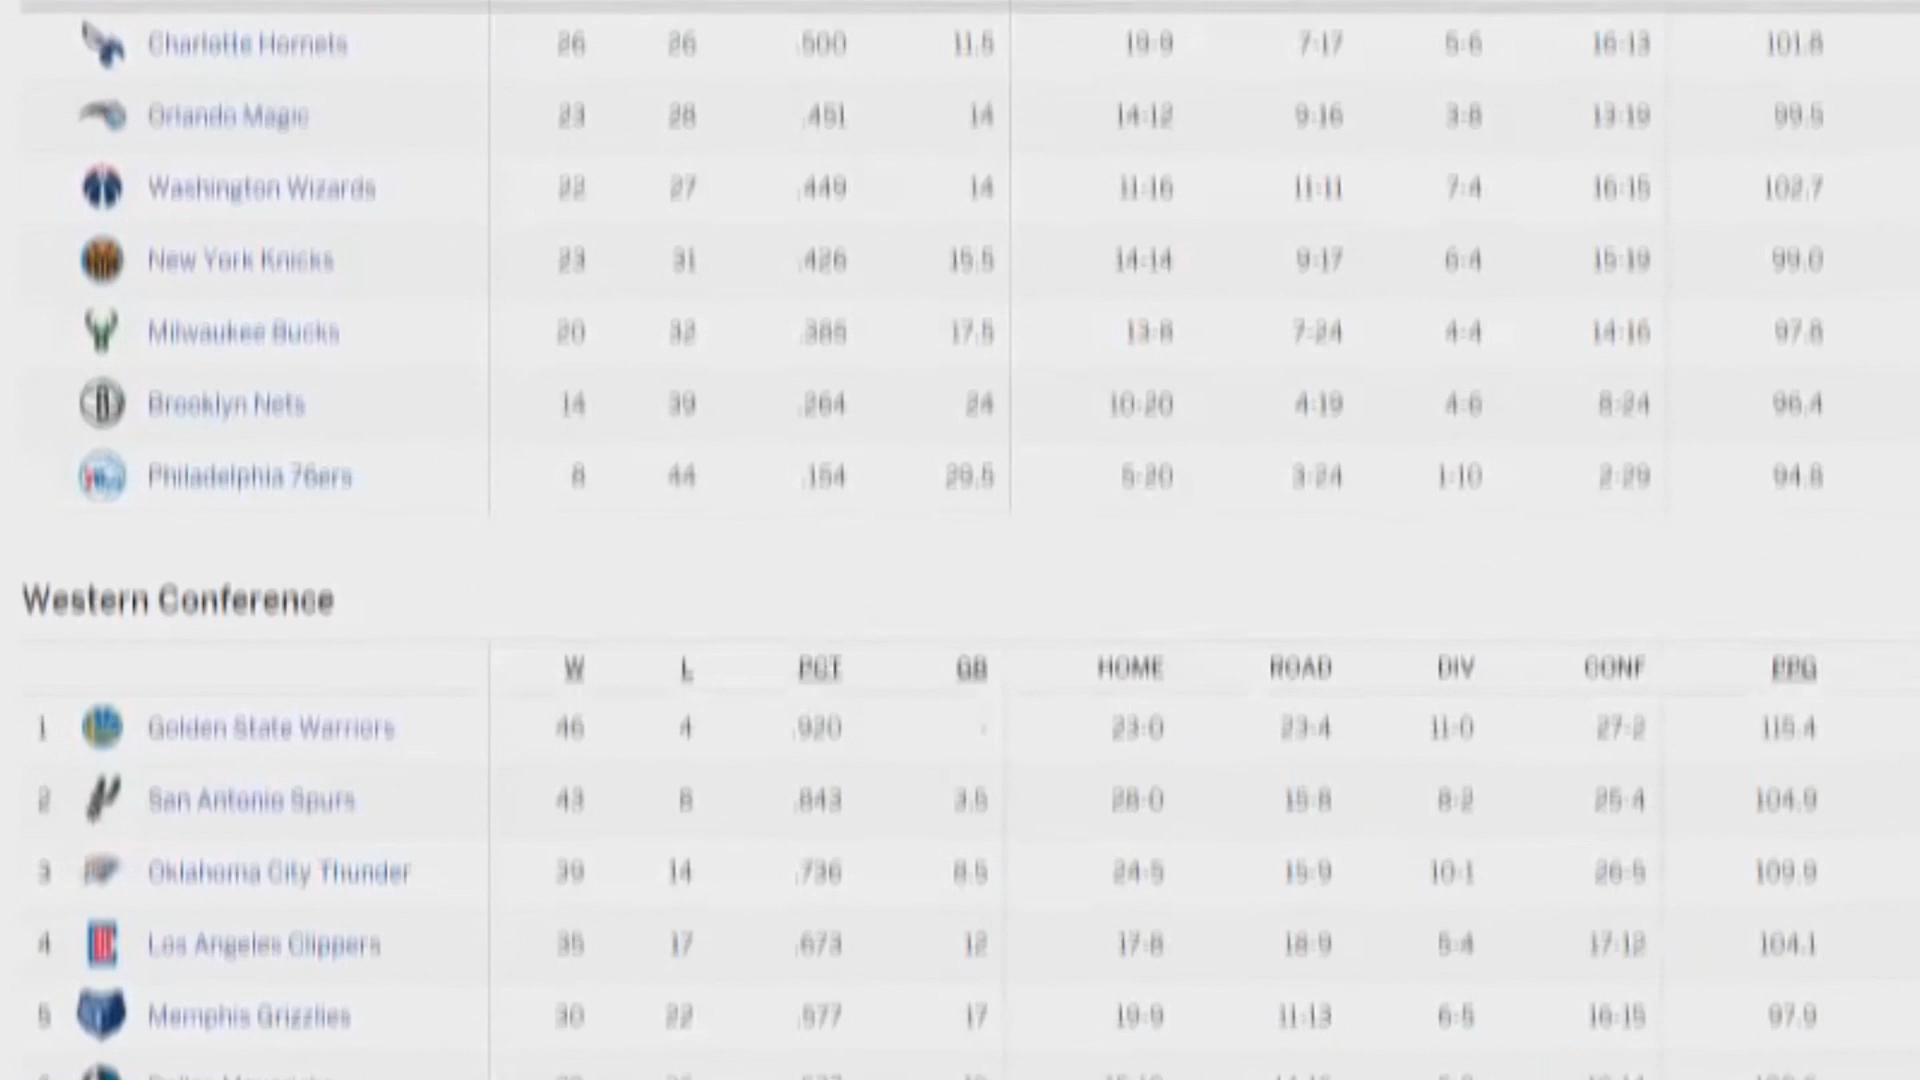 Charlotte Hornets 26 26 .500 11.5 19-9 7-17 5-6 16-13 101.6
Orlando Magic 23 28 .451 14 14-12 9-16 3-8 13-19 99.5
Washington Wizards 22 27 .449 14 11-16 11-11 7-4 16-15 102.7
New York Knicks 23 31 .426 15.5 14-14 9-17 6-4 15-19 99.0
Milwaukee Bucks 20 32 .385 17.5 13-8 7-24 4-4 14-16 97.8
Brooklyn Nets 14 39 .264 24 10-20 4-19 4-6 8-24 96.4
Philadelphia 76ers 8 44 .154 29.5 5-20 3-24 1-10 2-29 94.8
Western Conference
W L PCT GB HOME ROAD DIV CONF PPG
1 Golden State Warriors 46 4 .920 - 23-0 23-4 11-0 27-2 115.4
2 San Antonio Spurs 43 8 .843 3.5 28-0 15-8 8-2 25-4 104.9
3 Oklahoma City Thunder 39 14 .736 8.5 24-5 15-9 10-1 26-5 109.9
4 Los Angeles Clippers 35 17 .673 12 17-8 18-9 5-4 17-12 104.1
5 Memphis Grizzlies 30 22 .577 17 19-9 11-13 6-5 16-15 97.9